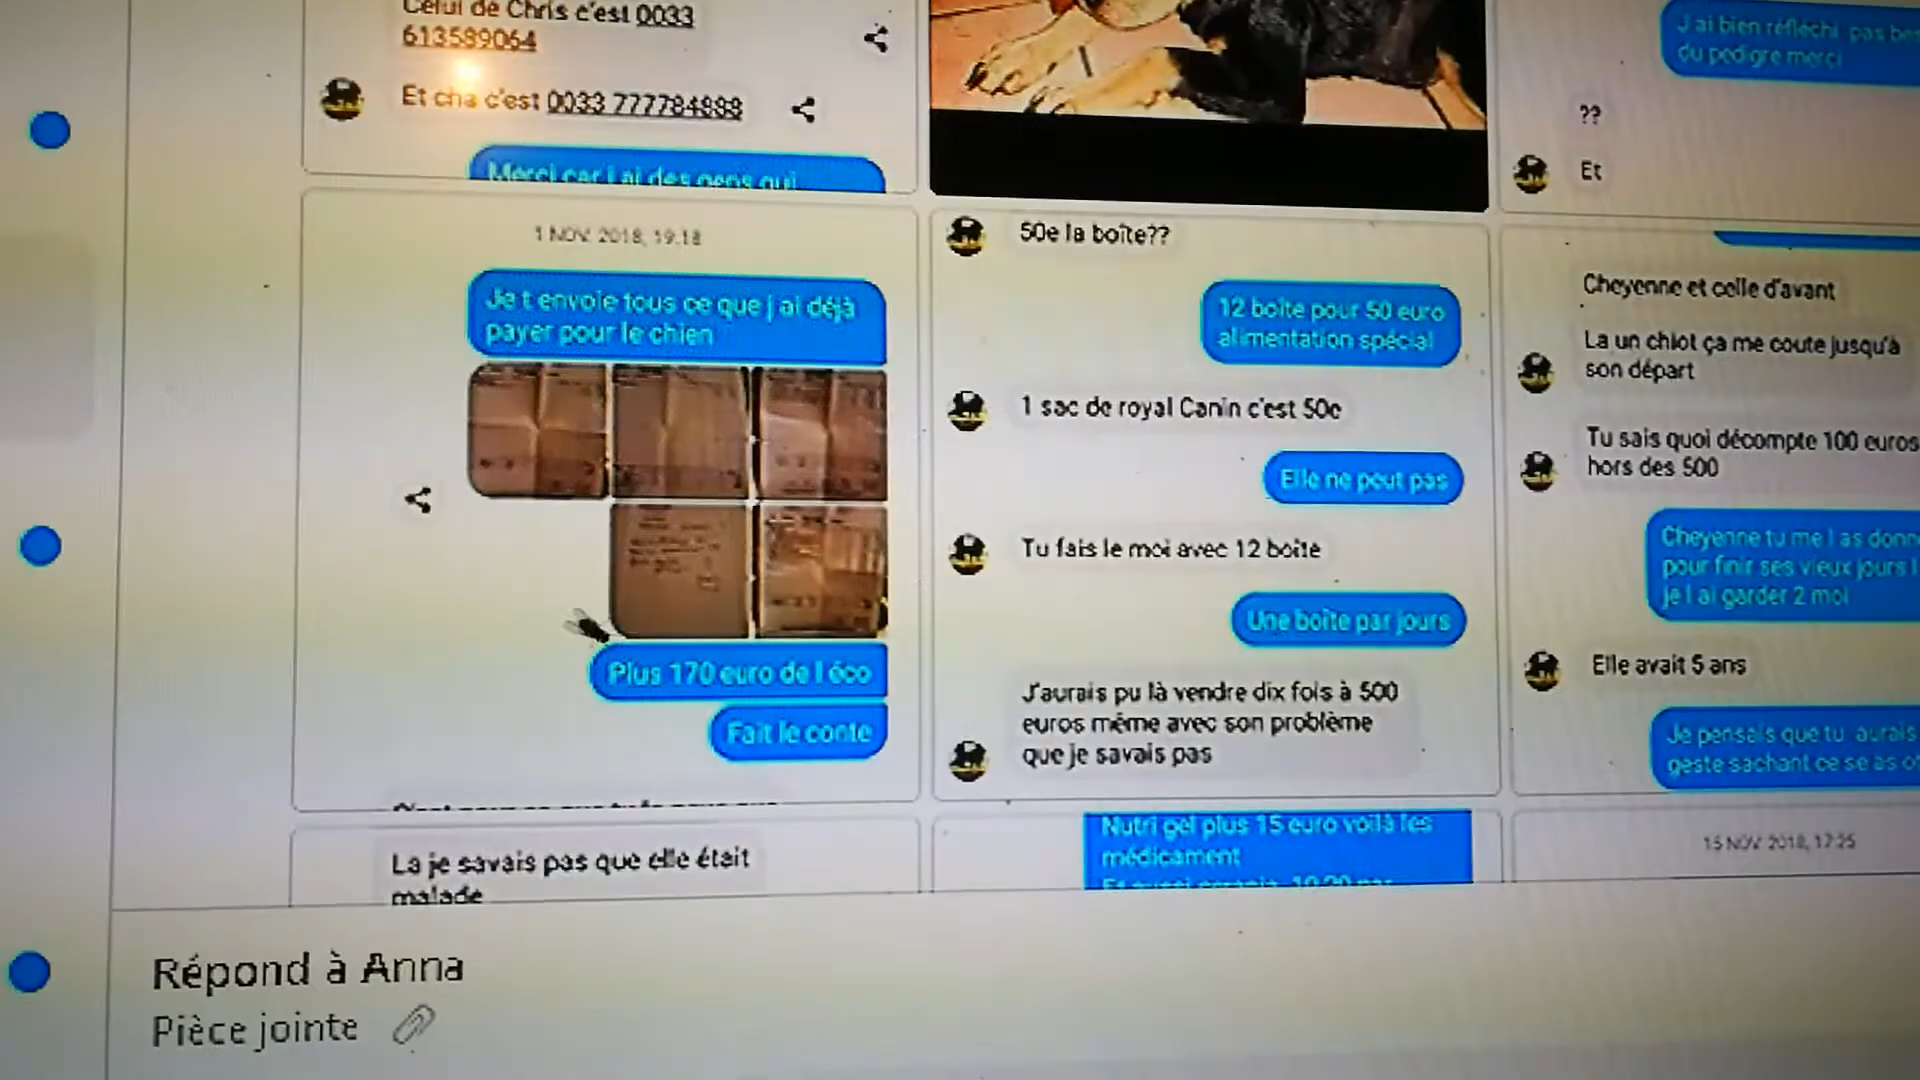 Celui de Chris c'est 0033
613589064
Et cha c'est 0033 777784888
Merci car j ai des gens qui
J ai bien réfléchi pas
du pedigre merci
??
Et
1 NOV. 2018, 19:18
Je t envoie tous ce que j ai déjà
payer pour le chien
Plus 170 euro de l éco
Fait le conte
50e la boîte??
12 boite pour 50 euro
alimentation spécial
1 sac de royal Canin c'est 50e
Elle ne peut pas
Tu fais le moi avec 12 boite
Une boîte par jours
J'aurais pu là vendre dix fois à 500
euros même avec son problème
que je savais pas
Cheyenne et celle d'avant
La un chiot ça me coute jusqu'à
son départ
Tu sais quoi décompte 100 euros
hors des 500
Cheyenne tu me l as donn
pour finir ses vieux jours
je l ai garder 2 moi
Elle avait 5 ans
Je pensais que tu aurais
geste sachant ce se as
La je savais pas que elle était
malade
Nutri gel plus 15 euro voilà les
médicament
15 NOV. 2018, 17:25
Répond à Anna
Pièce jointe